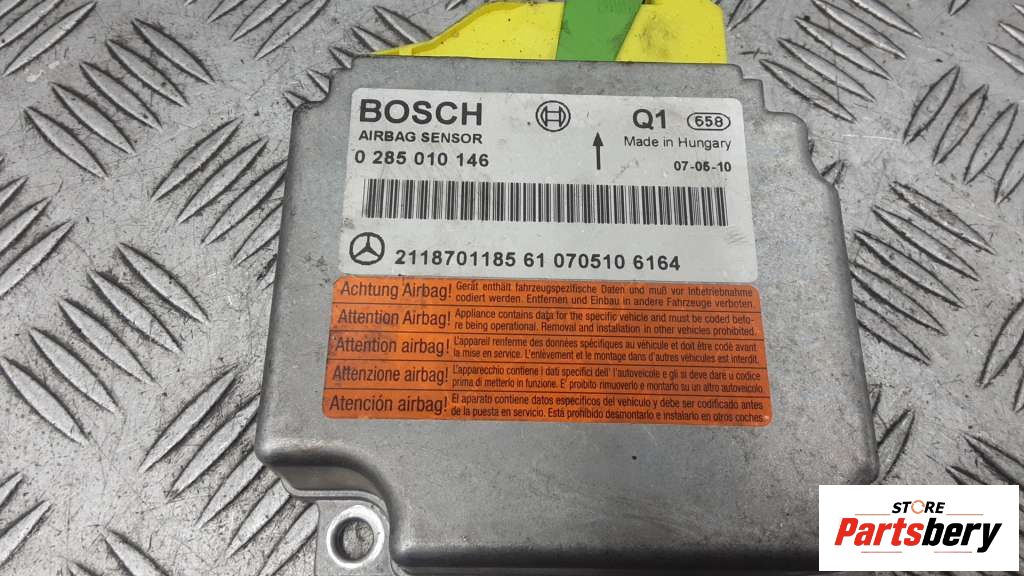 BOSCH
Q1 558
AIRBAG SENSOR
Made in Hungary
0 285 010 146
07-05-10
2118701185 61 070510 6164
Achtung Airbag! Gerät enthält fahrzeugspezifische Daten und muß vor Inbetriebnahme
codiert werden. Entfernen und Einbau in andere Fahrzeuge verboten.
Attention Airbag! Appliance contains data for the specific vehicle and must be coded befo-
re being operational. Removal and installation in other vehicles prohibited.
Attention airbag! L'appareil renferme des données spécifiques au véhicule et doit être codé avant
la mise en service. L'enlèvement et le montage dans d'autres véhicules est interdit.
Attenzione airbag! L'apparecchio contiene i dati specifici dell' l'autoveicolo e gli si deve dare u codice
prima di metterlo in funzione. E' proibito rimuoverlo e montario su un altro autoveicolo.
Atención airbag! El aparato contiene datos especificos del vehiculo y debe ser codificado antes
de la puesta en servicio. Está prohibido desmontarlo e instalarlo en otros coches.
STORE
Partsbery